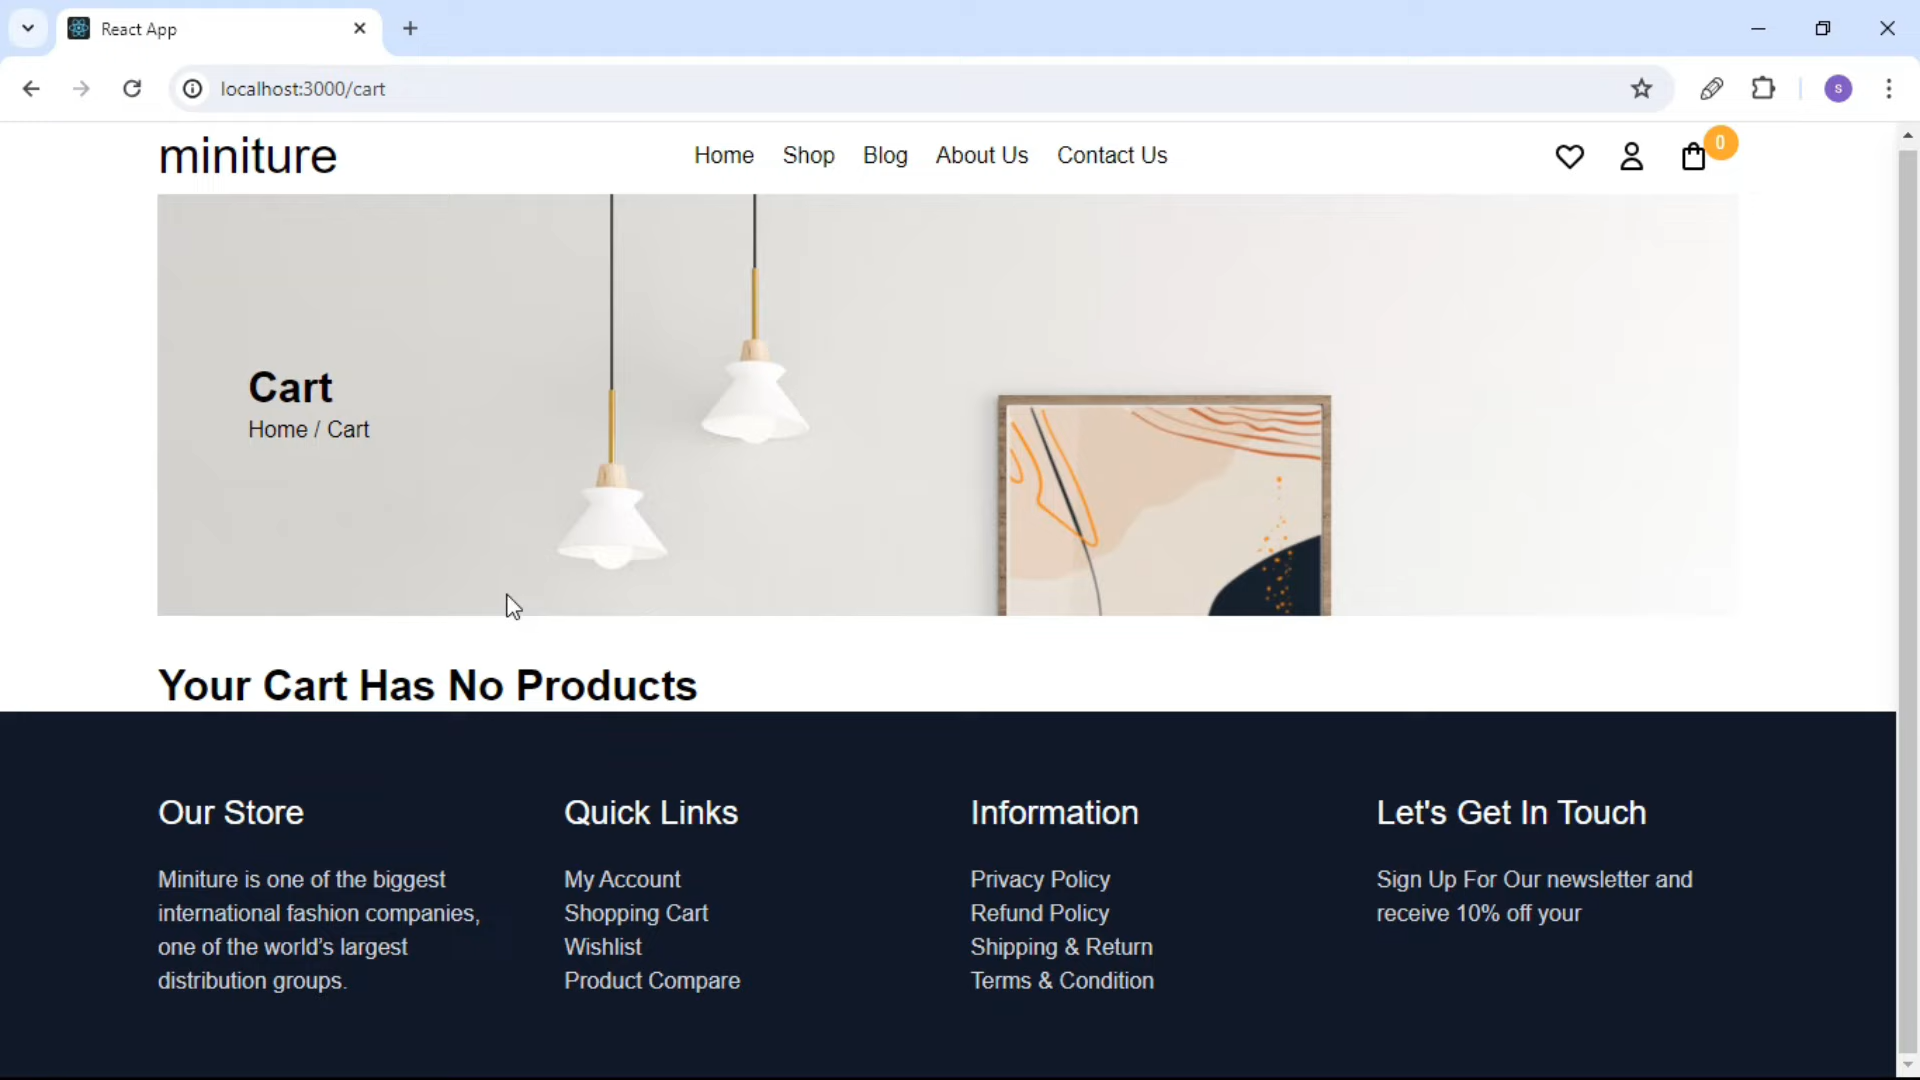 React App
localhost:3000/cart
S
miniture
Home Shop Blog About Us Contact Us
0
Cart
Home / Cart
Your Cart Has No Products
Our Store
Miniture is one of the biggest
international fashion companies,
one of the world's largest
distribution groups.
Quick Links
My Account
Shopping Cart
Wishlist
Product Compare
Information
Privacy Policy
Refund Policy
Shipping & Return
Terms & Condition
Let's Get In Touch
Sign Up For Our newsletter and
receive 10% off your